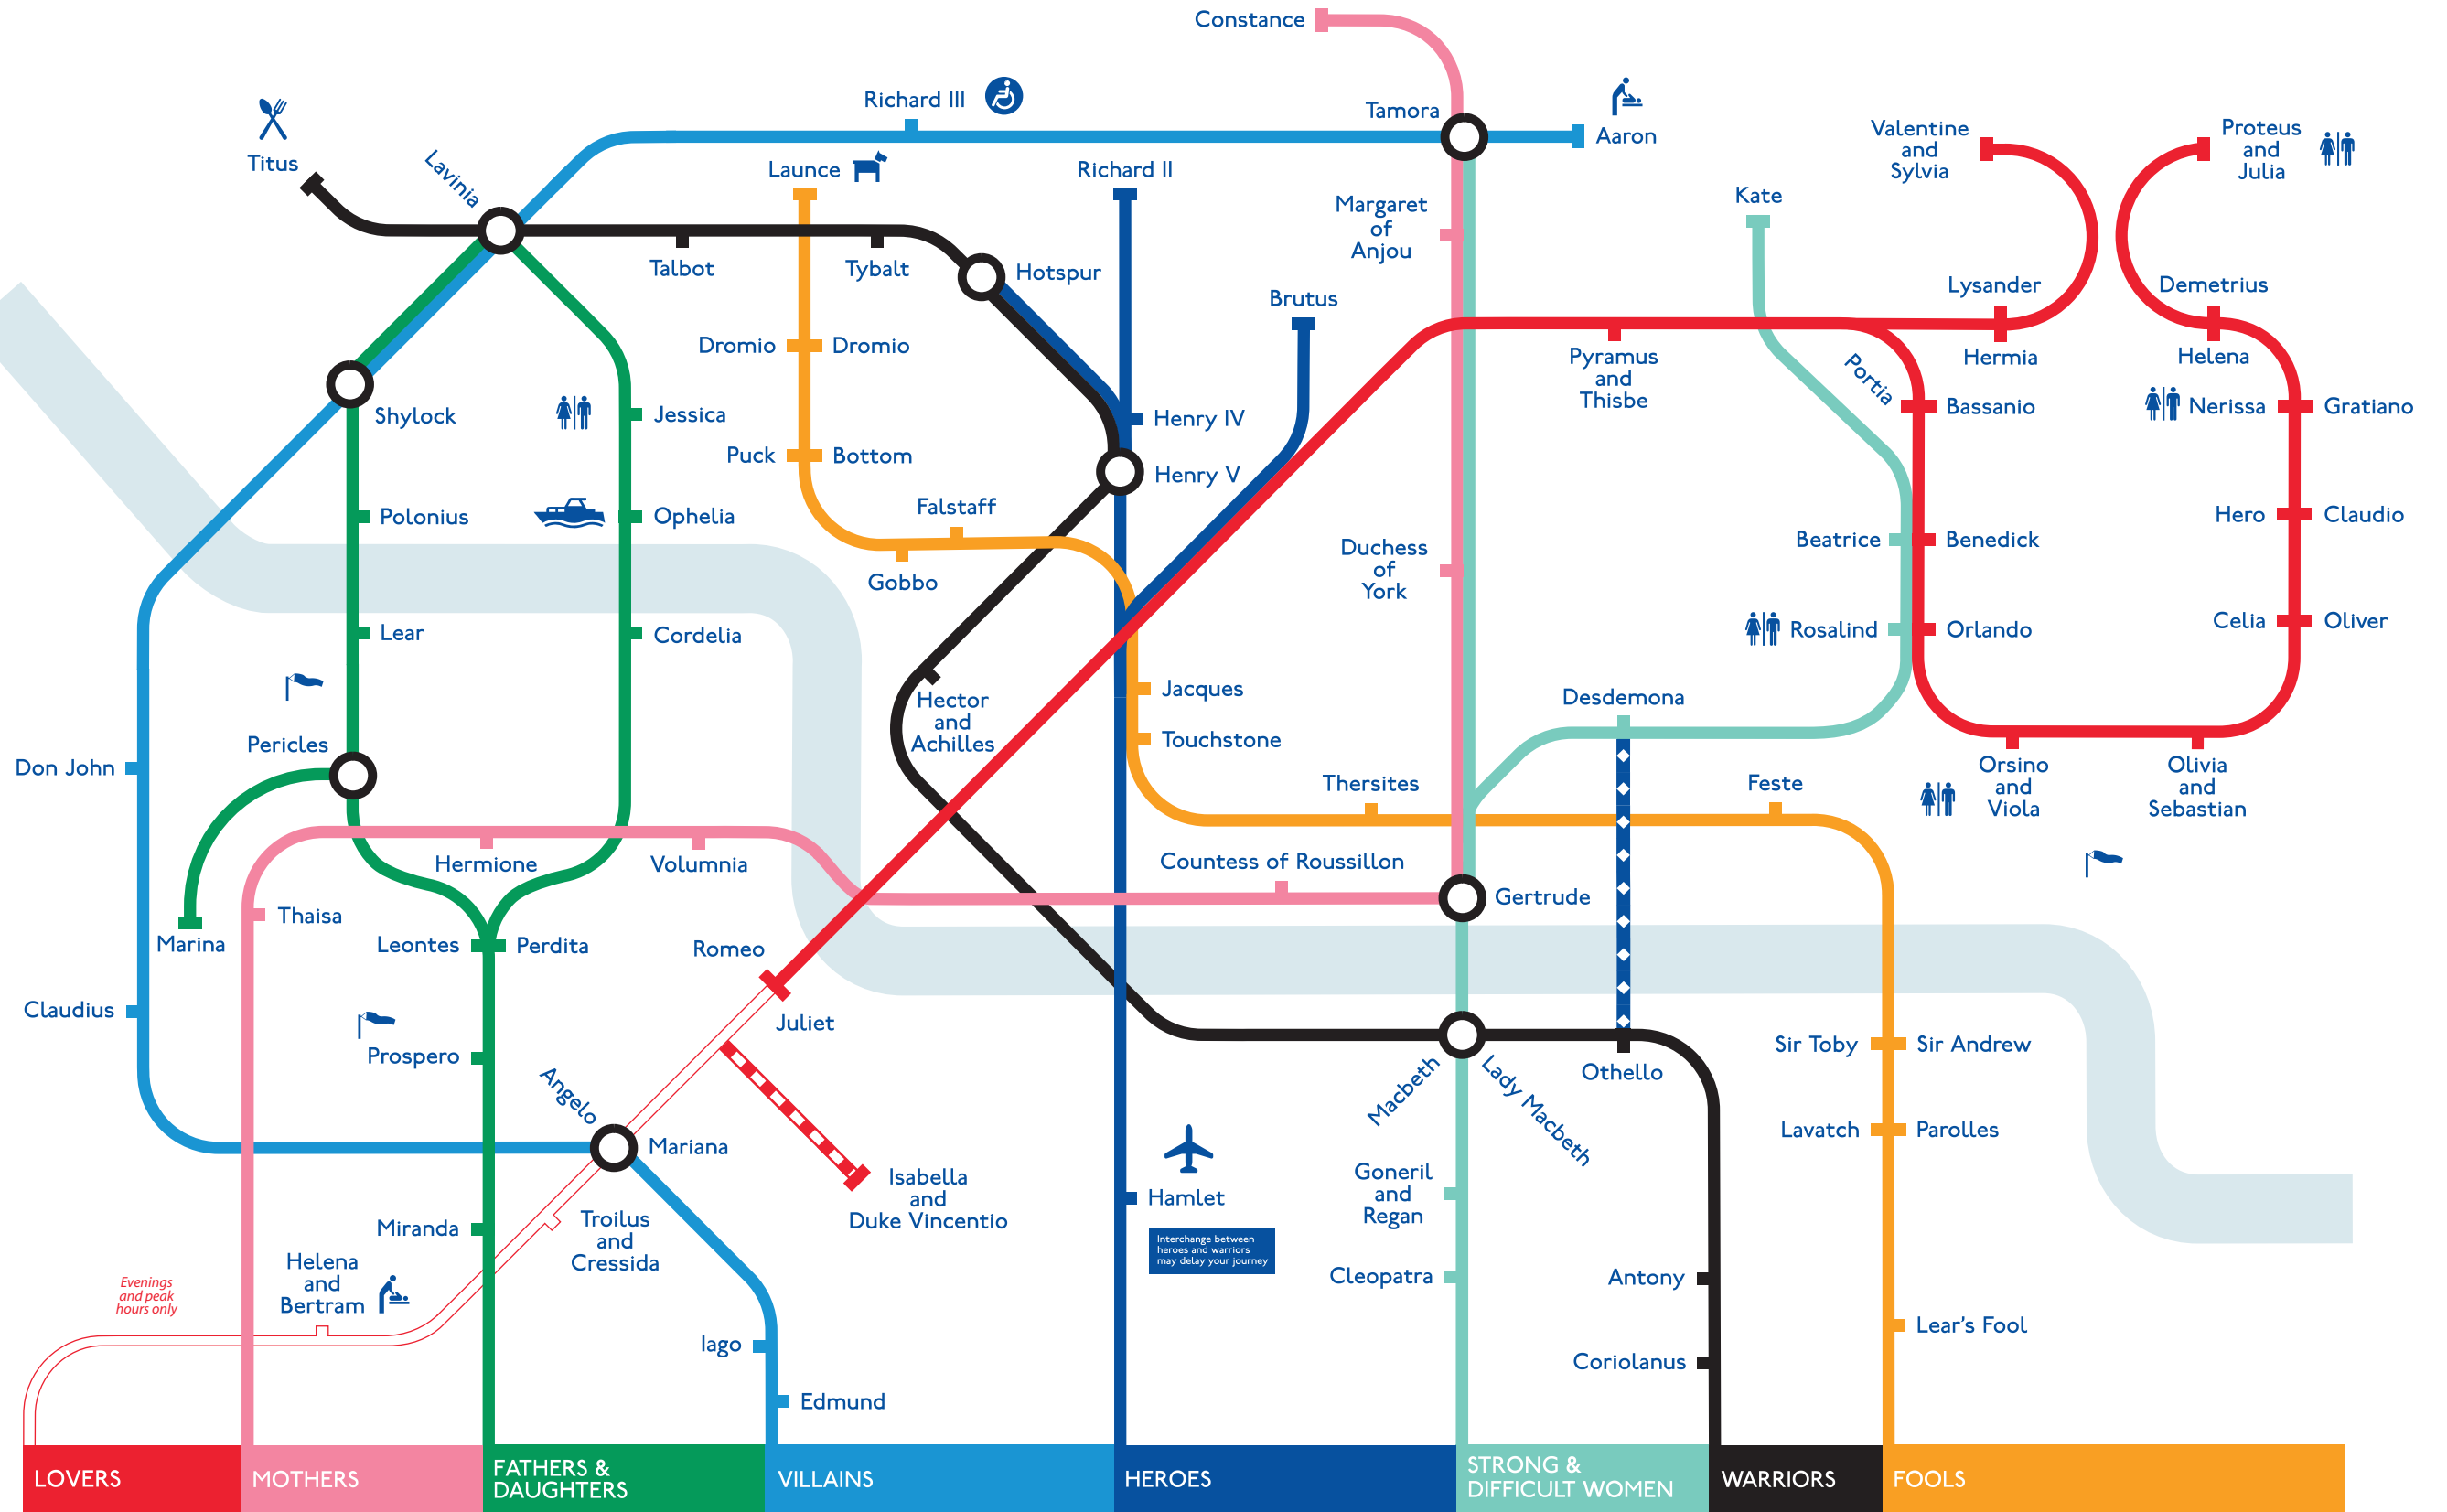 Constance
Richard III
Tamora
Aaron
Titus
Lavinia
Launce
Richard II
Valentine
and
Sylvia
Proteus
and
Julia
Margaret
of
Anjou
Kate
Talbot
Tybalt
Hotspur
Brutus
Lysander
Demetrius
Dromio
Dromio
Pyramus
and
Thisbe
Hermia
Helena
Portia
Bassanio
Nerissa
Gratiano
Shylock
Jessica
Henry IV
Puck
Bottom
Henry V
Polonius
Ophelia
Falstaff
Gobbo
Duchess
of
York
Beatrice
Benedick
Hero
Claudio
Lear
Cordelia
Rosalind
Orlando
Celia
Oliver
Hector
and
Achilles
Jacques
Touchstone
Desdemona
Pericles
Don John
Thersites
Feste
Orsino
and
Viola
Olivia
and
Sebastian
Hermione
Volumnia
Countess of Roussillon
Gertrude
Thaisa
Marina
Leontes
Perdita
Romeo
Juliet
Claudius
Prospero
Macbeth
Lady Macbeth
Othello
Sir Toby
Sir Andrew
Angelo
Mariana
Lavatch
Parolles
Isabella
and
Duke Vincentio
Hamlet
Interchange between
heroes and warriors
may delay your journey
Goneril
and
Regan
Miranda
Troilus
and
Cressida
Helena
and
Bertram
Evenings
and peak
hours only
Cleopatra
Antony
Lear's Fool
Iago
Coriolanus
Edmund
LOVERS
MOTHERS
FATHERS &
DAUGHTERS
VILLAINS
HEROES
STRONG &
DIFFICULT WOMEN
WARRIORS
FOOLS